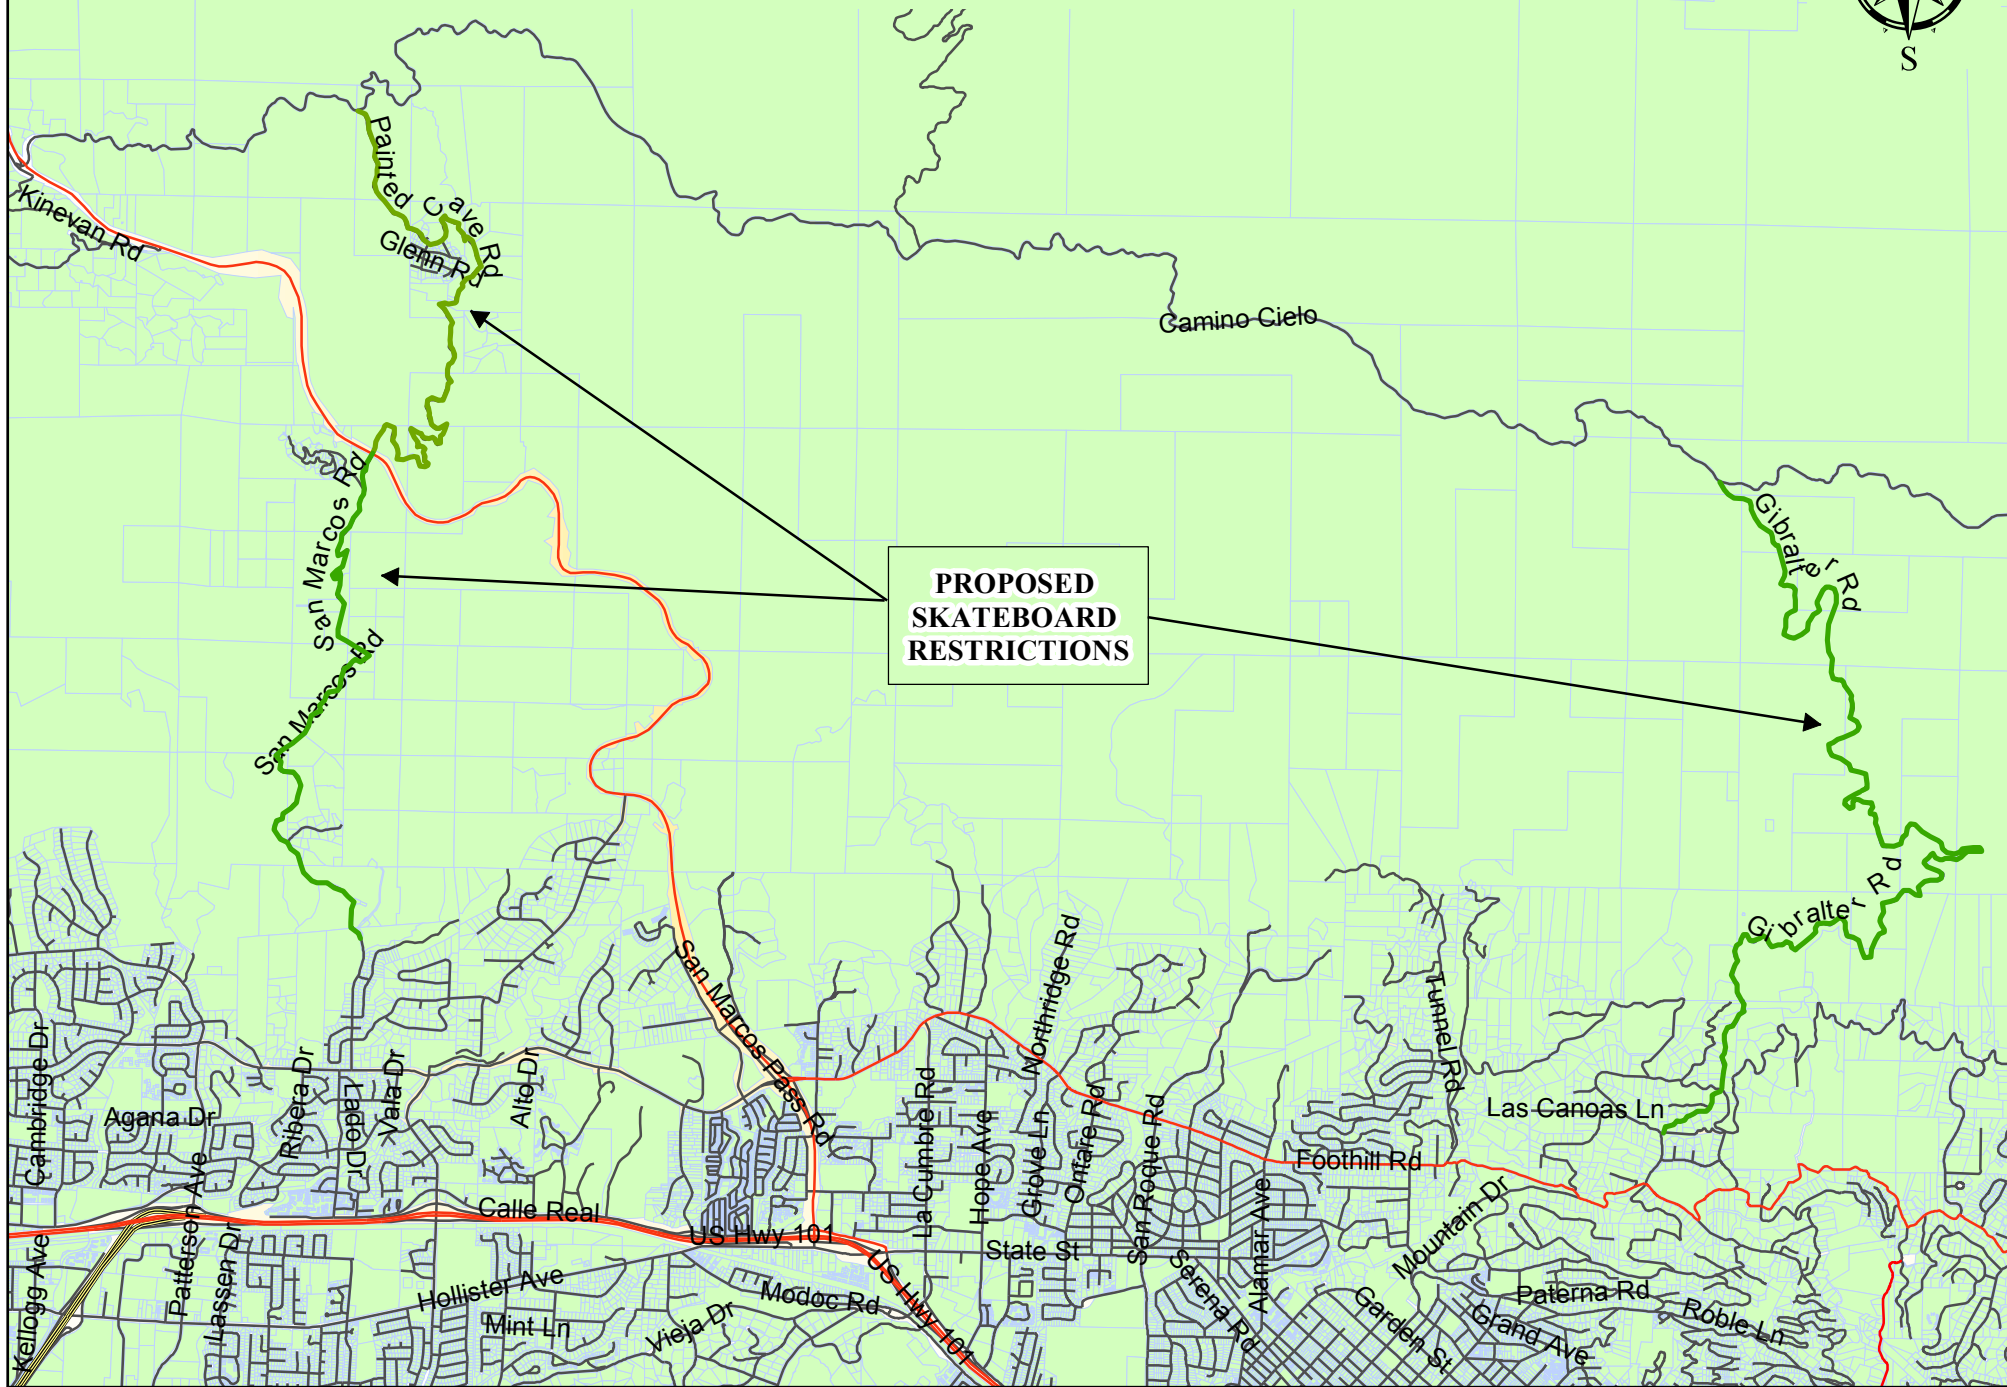 S
Painted Cave Rd
Kinevan Rd
Glenn Rd
Camino Cielo
San Marcos Rd
Gibralter Rd
PROPOSED
SKATEBOARD
RESTRICTIONS
San Marcos Rd
Gibralter Rd
Northridge Rd
San Marcos Pass Rd
Tunnel Rd
Cambridge Dr
Agana Dr
Ribera Dr
Lado Dr
Vala Dr
Alto Dr
La Cumbre Rd
Hope Ave
Grove Ln
Ontare Rd
San Roque Rd
Las Canoas Ln
Foothill Rd
Patterson Ave
Calle Real
US Hwy 101
State St
Alamar Ave
Mountain Dr
Kellogg Ave
Lassen Dr
Hollister Ave
Mint Ln
Vieja Dr
Modoc Rd
US Hwy 101
Serena Rd
Garden St
Grand Ave
Paterna Rd
Roble Ln